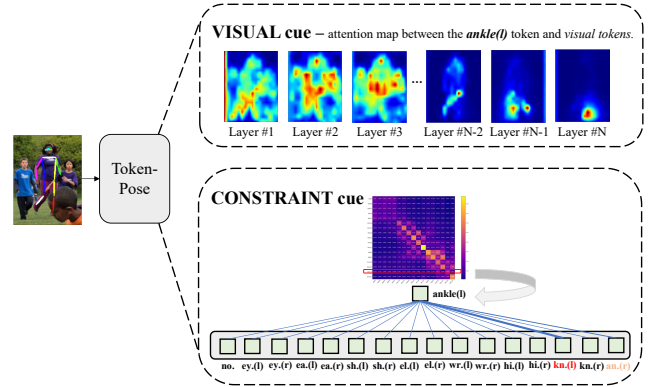 VISUAL cue – attention map between the ankle(l) token and visual tokens.
...
Layer #1 Layer #2 Layer #3 Layer #N-2 Layer #N-1 Layer #N
Token-
Pose
CONSTRAINT cue
ankle(l)
no. ey.(l) ey.(r) ea.(l) ea.(r) sh.(l) sh.(r) el.(l) el.(r) wr.(l) wr.(r) hi.(l) hi.(r) kn.(l) kn.(r) an.(r)